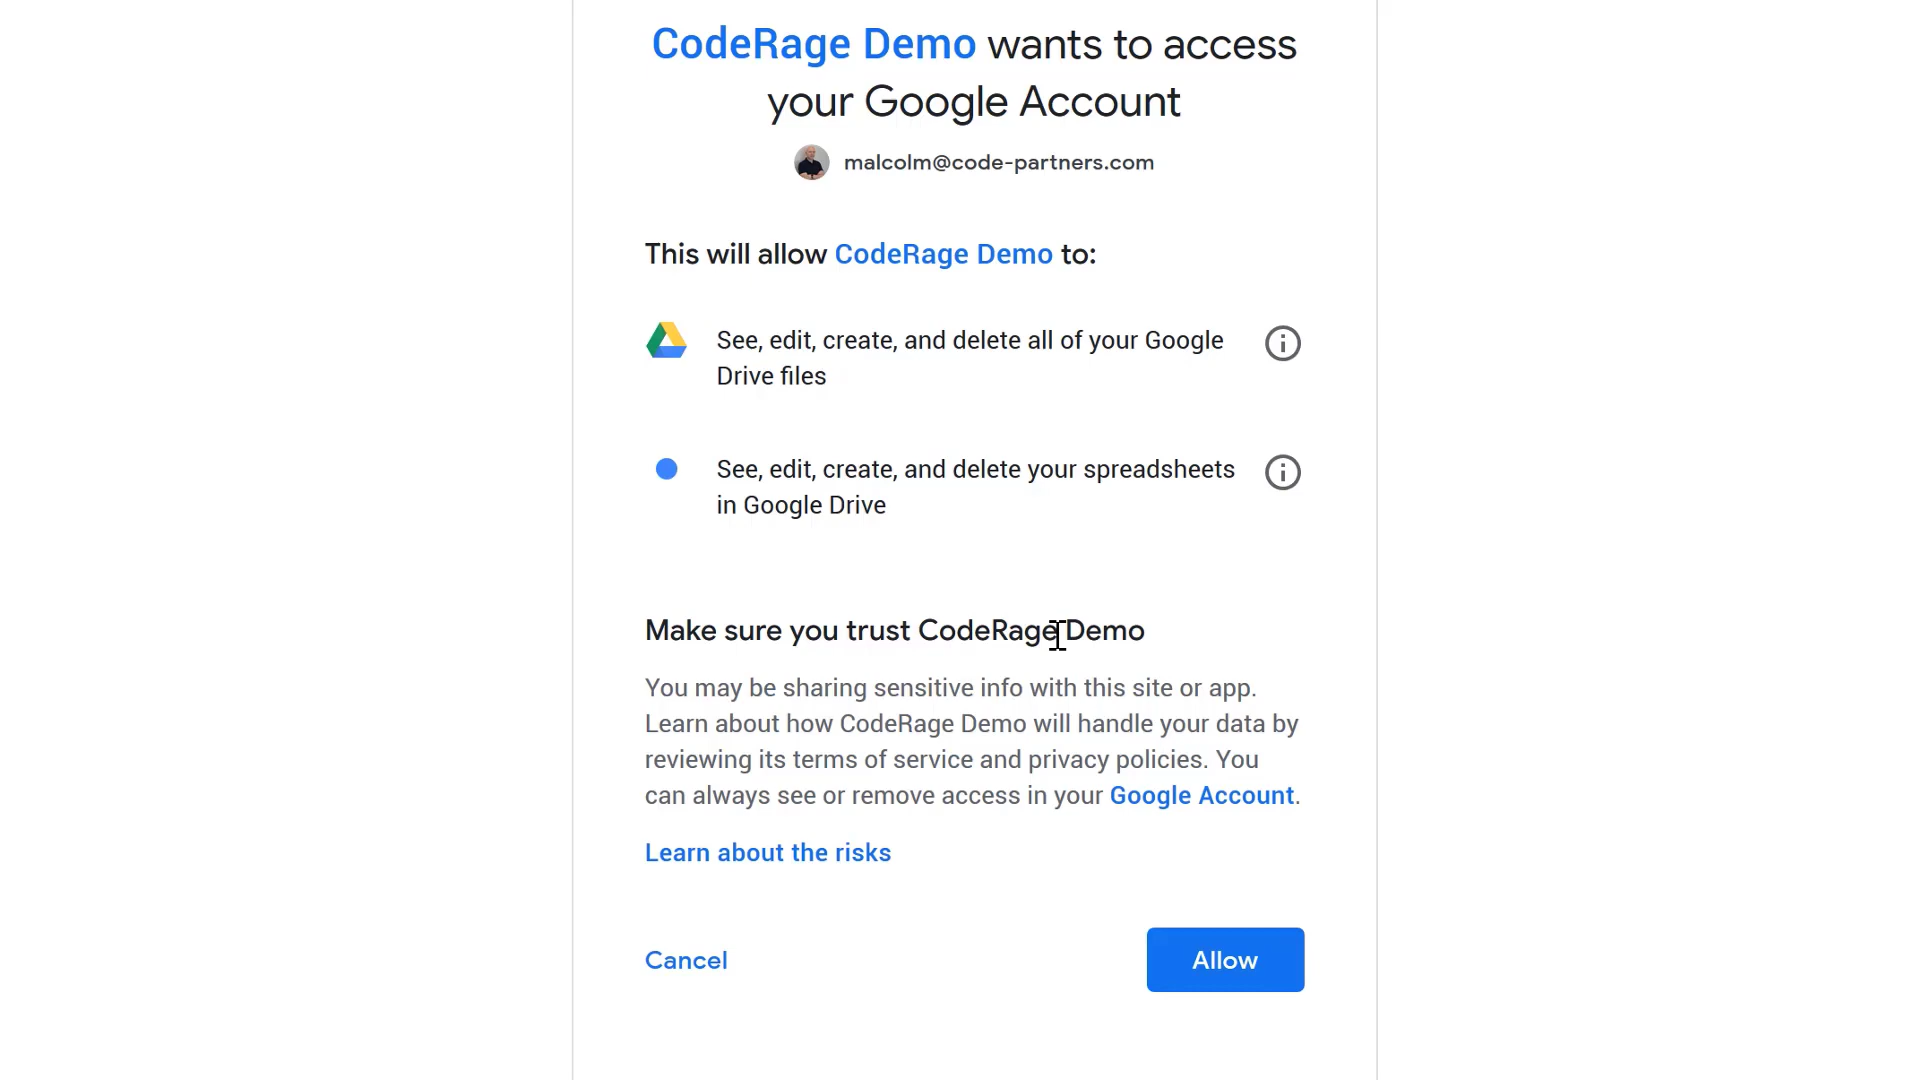 CodeRage Demo wants to access
your Google Account
malcolm@code-partners.com
This will allow CodeRage Demo to:
See, edit, create, and delete all of your Google
Drive files
See, edit, create, and delete your spreadsheets
in Google Drive
Make sure you trust CodeRage Demo
You may be sharing sensitive info with this site or app.
Learn about how CodeRage Demo will handle your data by
reviewing its terms of service and privacy policies. You
can always see or remove access in your Google Account.
Learn about the risks
Cancel
Allow